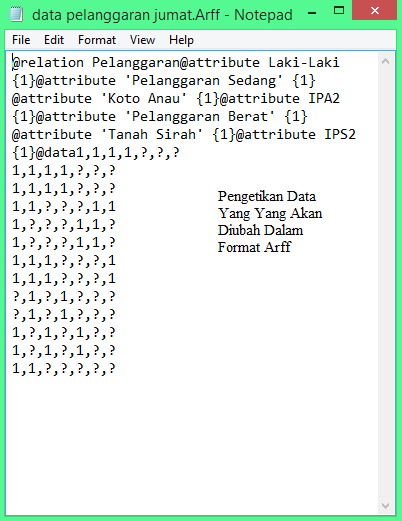 data pelanggaran jumat.Arff - Notepad
File Edit Format View Help
@relation Pelanggaran@attribute Laki-Laki
{1}@attribute 'Pelanggaran Sedang' {1}
@attribute 'Koto Anau' {1}@attribute IPA2
{1}@attribute 'Pelanggaran Berat' {1}
@attribute 'Tanah Sirah' {1}@attribute IPS2
{1}@data1,1,1,1,?,?,?
1,1,1,1,?,?,?
1,1,1,1,?,?,?
1,1,?,?,?,1,1
1,?,?,?,1,1,?
1,?,?,?,1,1,?
1,1,1,1,?,?,1
1,1,1,1,?,?,1
?,1,?,1,?,?,?
?,1,?,1,?,?,?
1,?,1,?,1,?,?
1,?,1,?,1,?,?
1,1,?,?,?,?,?
Pengetikan Data
Yang Yang Akan
Diubah Dalam
Format Arff